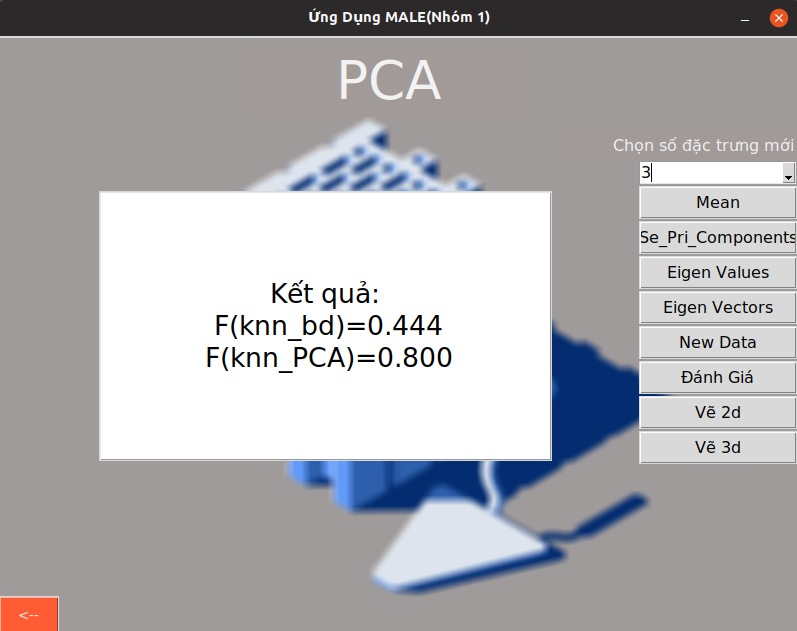 Ứng Dụng MALE(Nhóm 1)
PCA
Chọn số đặc trưng mới
3
Mean
Se_Pri_Components
Eigen Values
Eigen Vectors
New Data
Đánh Giá
Vẽ 2d
Vẽ 3d
Kết quả:
F(knn_bd)=0.444
F(knn_PCA)=0.800
<--